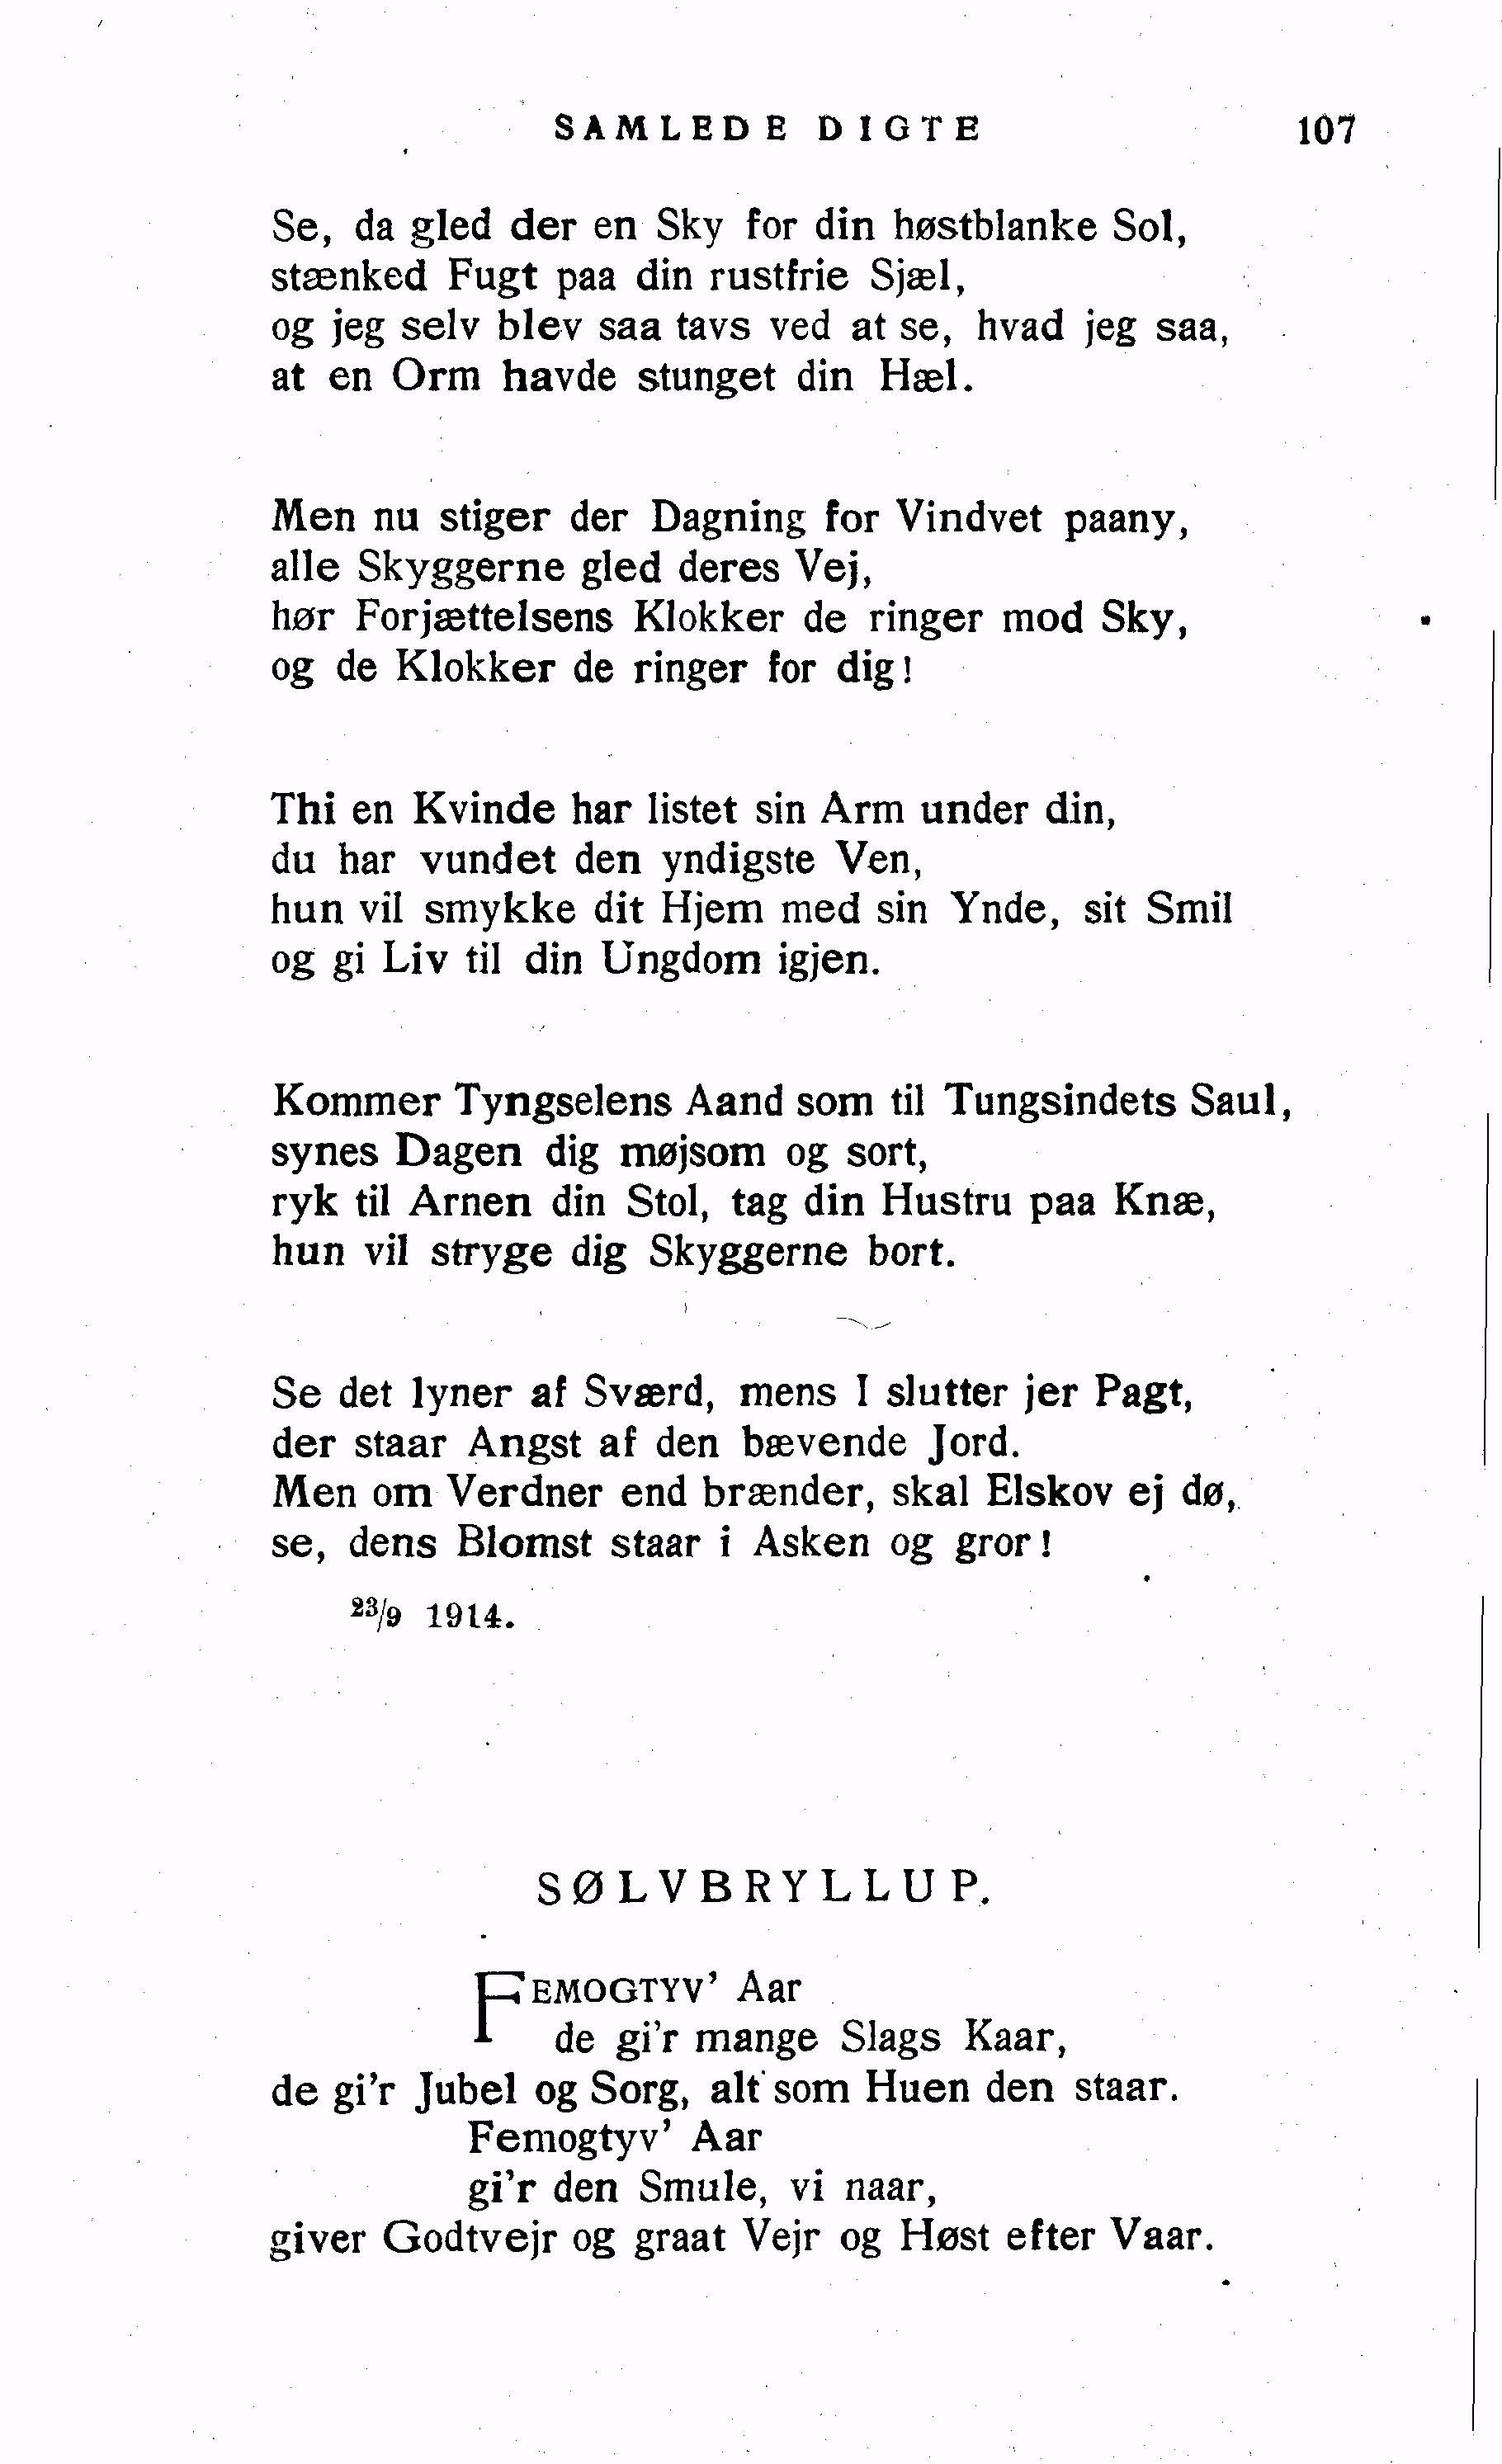 SAMLEDE DIGTE 107
Se, da gled der en Sky for din høstblanke Sol,
stænked Fugt paa din rustfrie Sjæl,
og jeg selv blev saa tavs ved at se, hvad jeg saa,
at en Orm havde stunget din Hæl.
Men nu stiger der Dagning for Vindvet paany,
alle Skyggerne gled deres Vej,
hør Forjættelsens Klokker de ringer mod Sky,
og de Klokker de ringer for dig!
Thi en Kvinde har listet sin Arm under din,
du har vundet den yndigste Ven,
hun vil smykke dit Hjem med sin Ynde, sit Smil
og gi Liv til din Ungdom igjen.
Kommer Tyngselens Aand som til Tungsindets Saul,
synes Dagen dig møjsom og sort,
ryk til Arnen din Stol, tag din Hustru paa Knæ,
hun vil stryge dig Skyggerne bort.
Se det lyner af Sværd, mens I slutter jer Pagt,
der staar Angst af den bævende Jord.
Men om Verdner end brænder, skal Elskov ej dø,
se, dens Blomst staar i Asken og gror!
23/9 1914.
SØLVBRYLLUP.
FEMOGTYV' Aar
de gi'r mange Slags Kaar,
de gi'r Jubel og Sorg, alt som Huen den staar.
Femogtyv' Aar
gi'r den Smule, vi naar,
giver Godtvejr og graat Vejr og Høst efter Vaar.